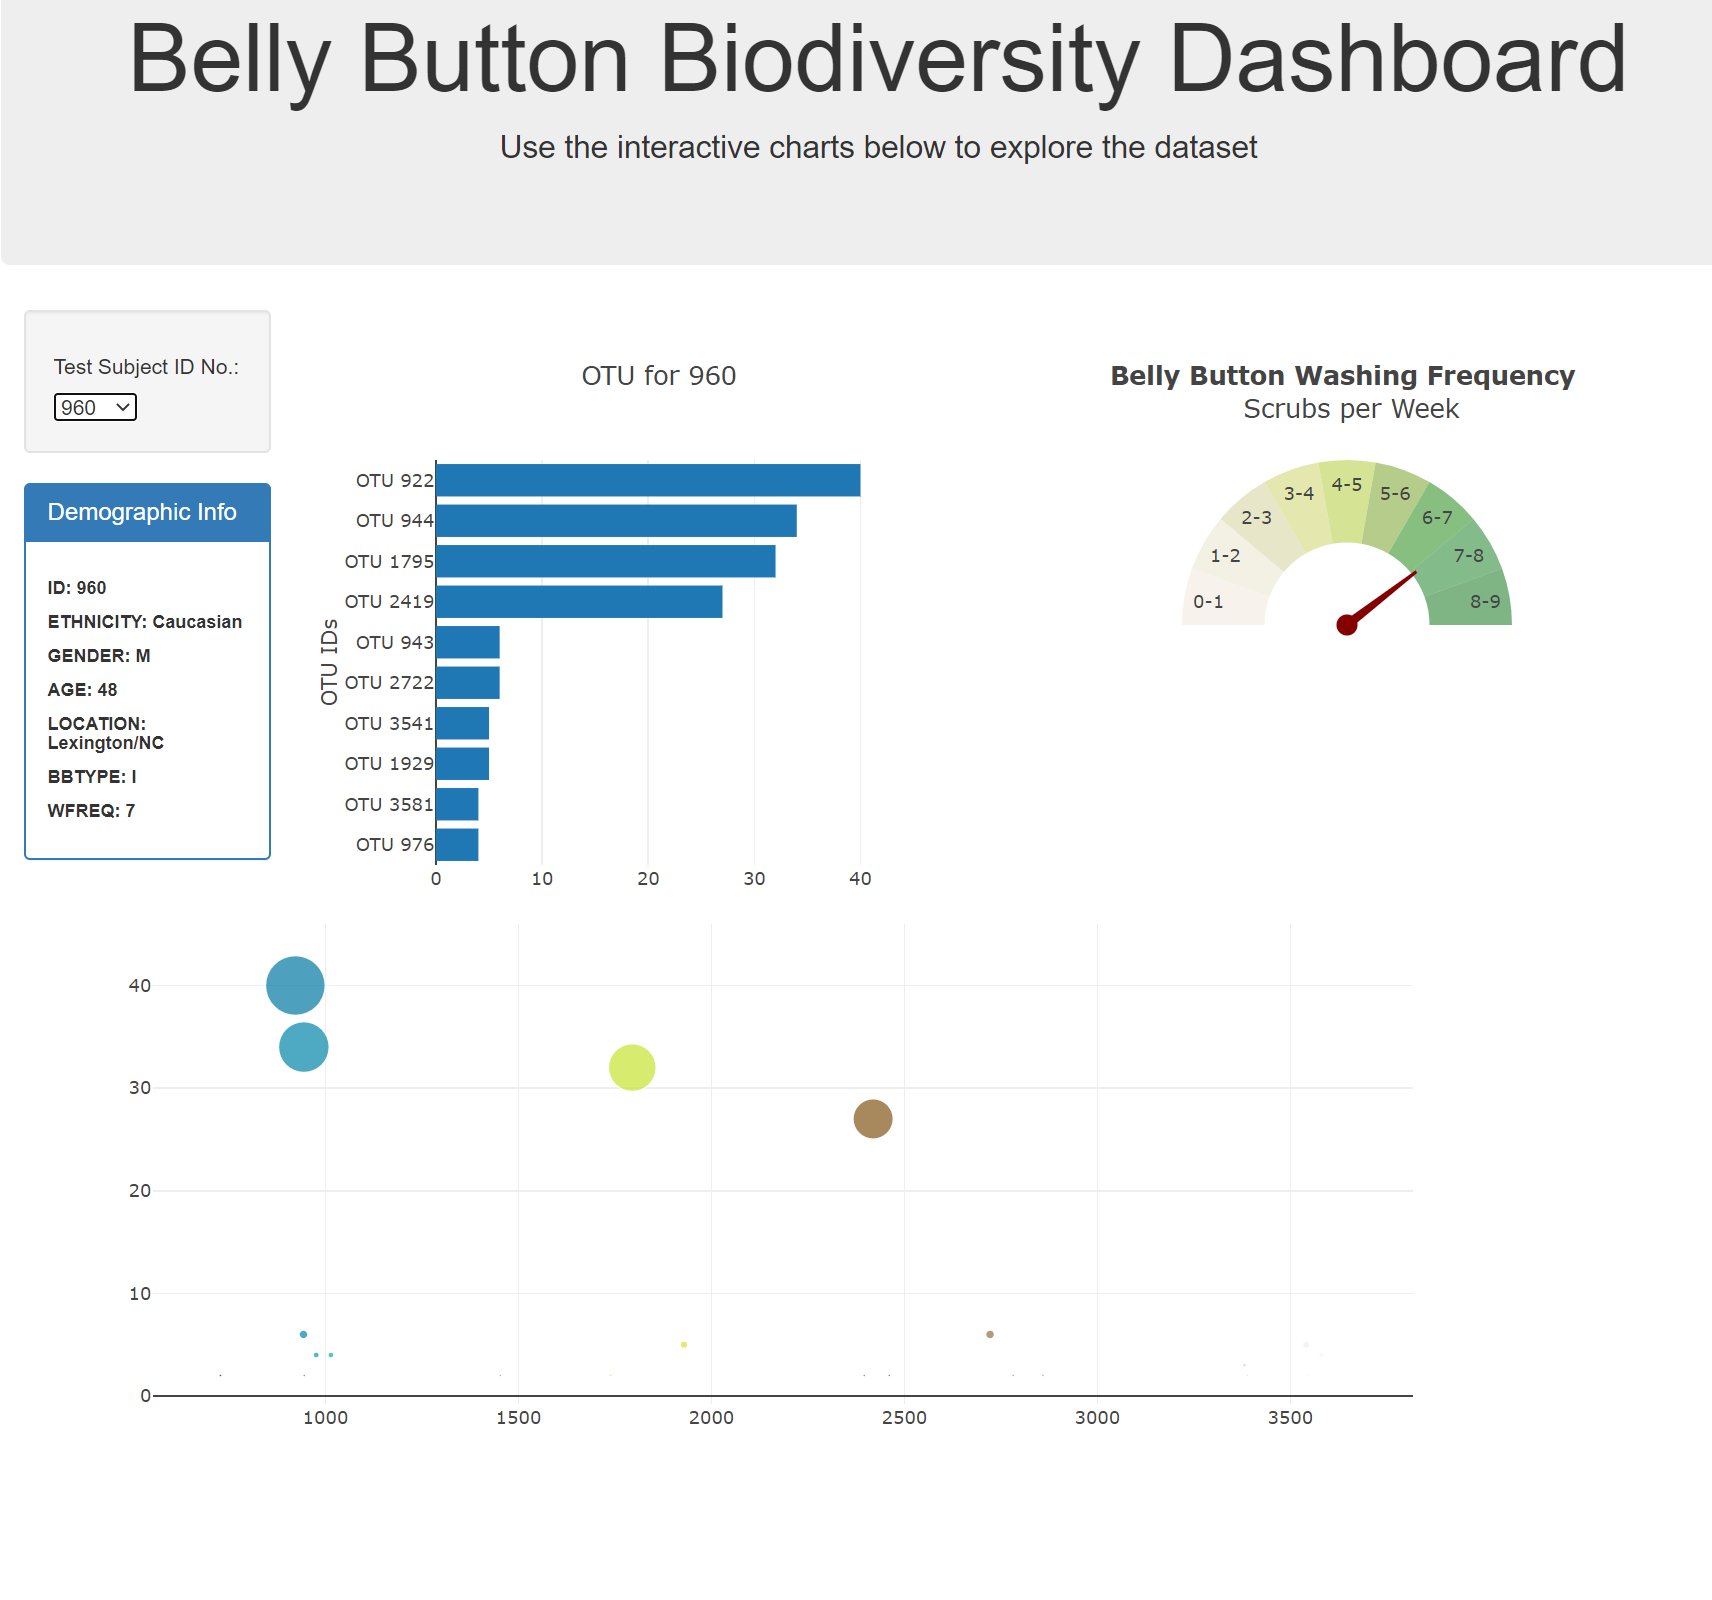 Belly Button Biodiversity Dashboard
Use the interactive charts below to explore the dataset
Test Subject ID No.:
960
Demographic Info
ID: 960
ETHNICITY: Caucasian
GENDER: M
AGE: 48
LOCATION:
Lexington/NC
BBTYPE: I
WFREQ: 7
OTU for 960
OTU IDs
OTU 922
OTU 944
OTU 1795
OTU 2419
OTU 943
OTU 2722
OTU 3541
OTU 1929
OTU 3581
OTU 976
0 10 20 30 40
Belly Button Washing Frequency
Scrubs per Week
0-1
1-2
2-3
3-4
4-5
5-6
6-7
7-8
8-9
40
30
20
10
0
1000 1500 2000 2500 3000 3500